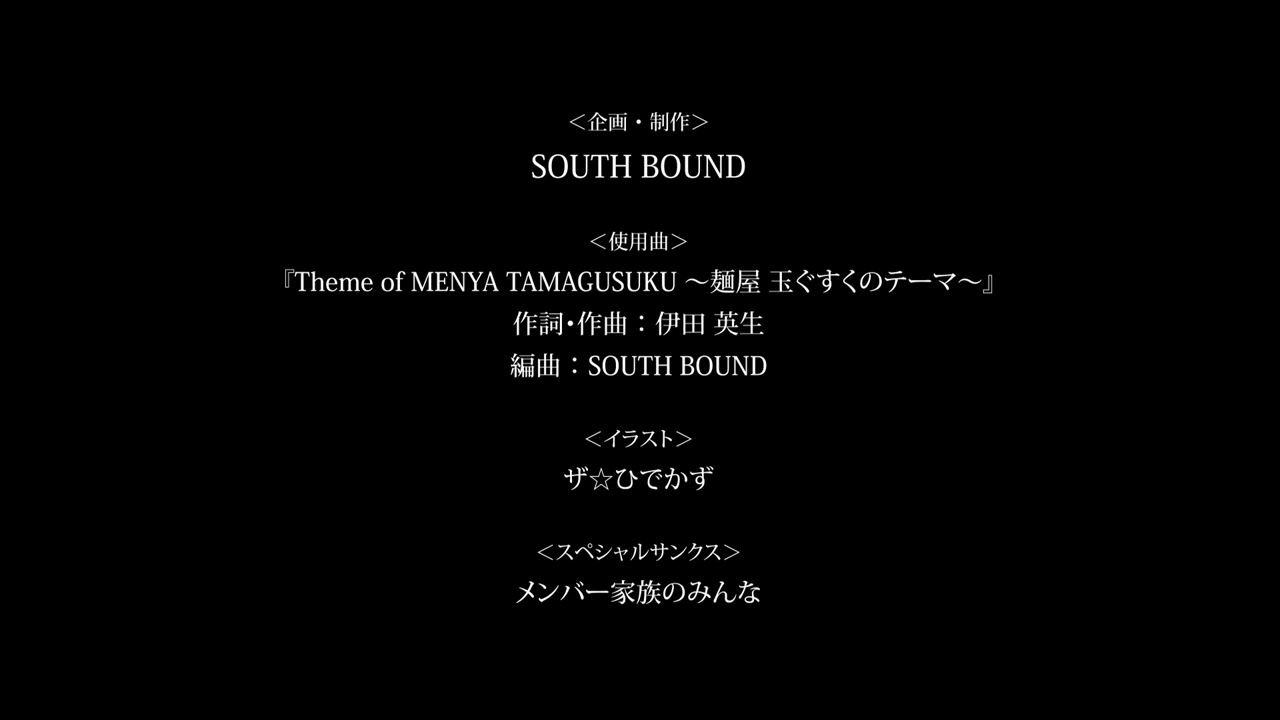 ＜企画・制作＞
SOUTH BOUND
＜使用曲＞
『Theme of MENYA TAMAGUSUKU ～麺屋 玉ぐすくのテーマ～』
作詞・作曲：伊田 英生
編曲：SOUTH BOUND
＜イラスト＞
ザ☆ひでかず
＜スペシャルサンクス＞
メンバー家族のみんな